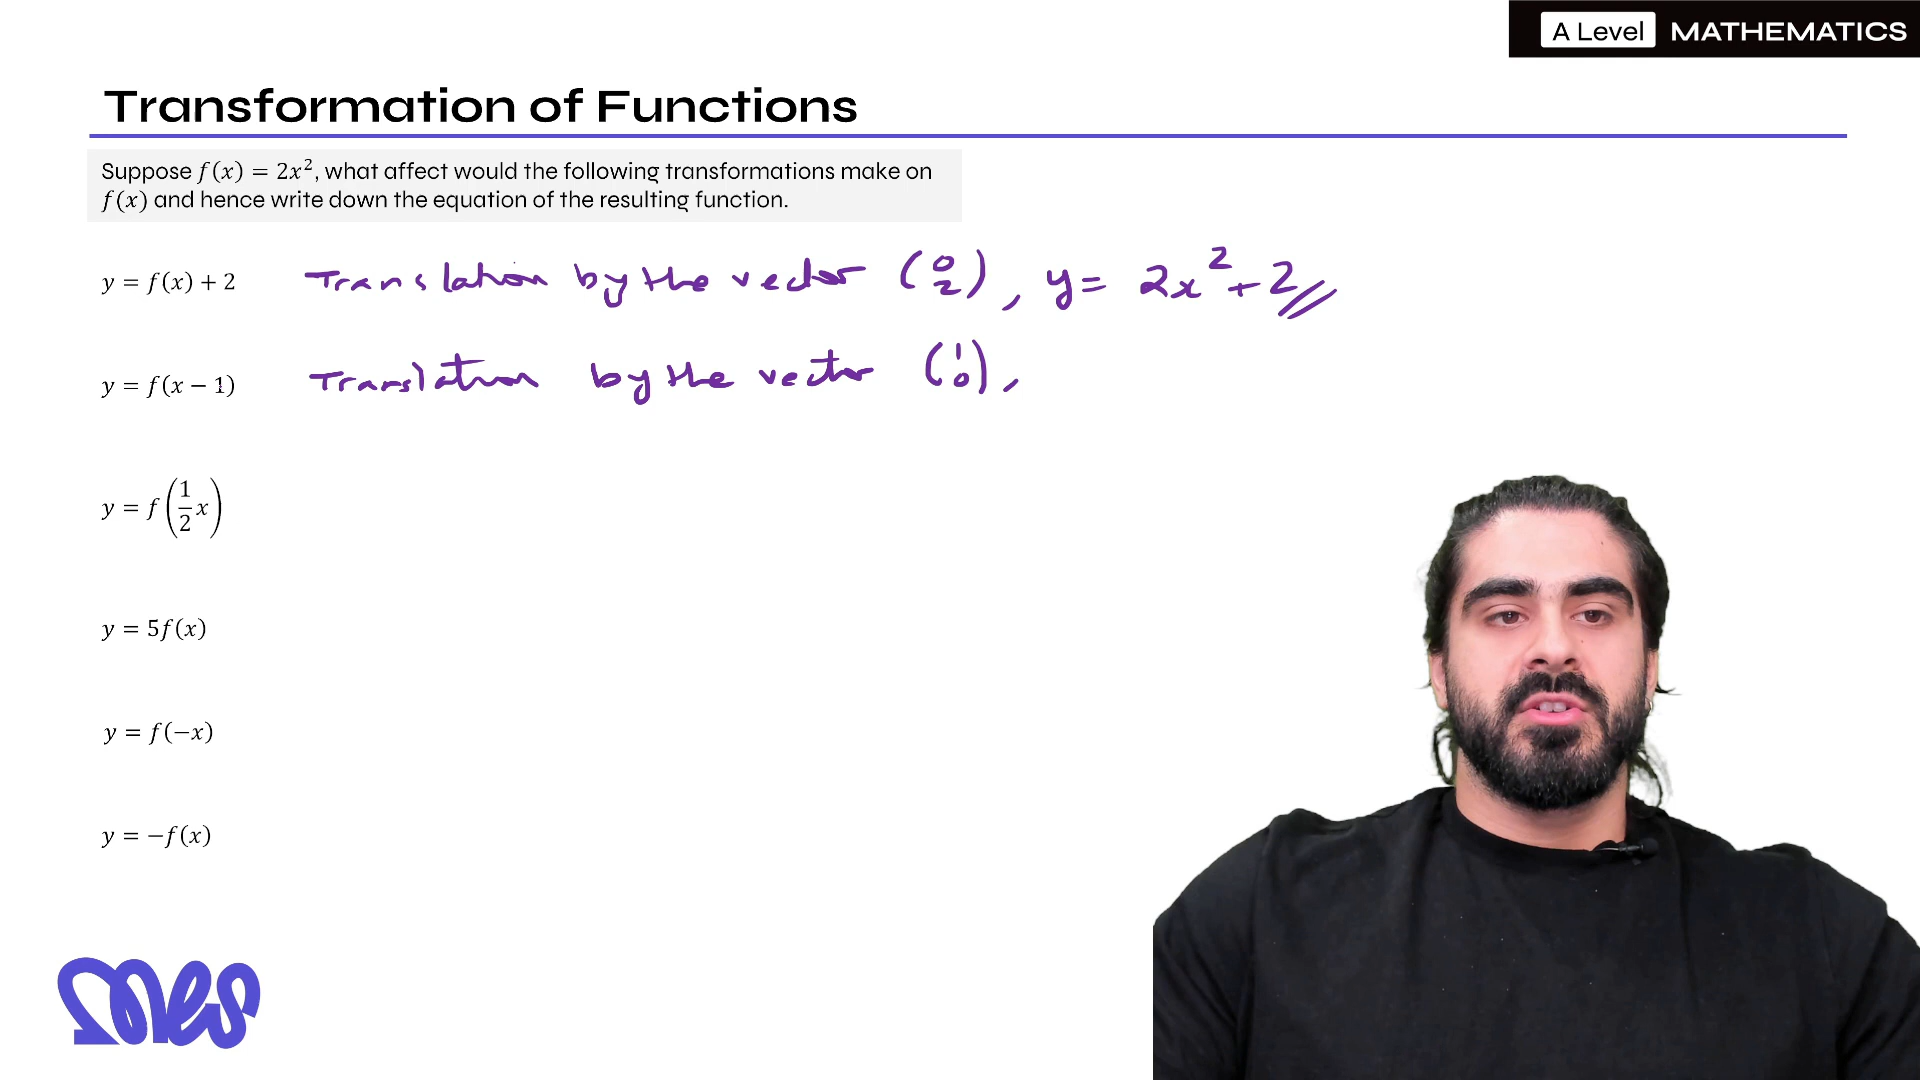 A Level MATHEMATICS
Transformation of Functions
Suppose f(x) = 2x², what affect would the following transformations make on
f(x) and hence write down the equation of the resulting function.
y = f(x) + 2 Translation by the vector (0 2), y = 2x² + 2
y = f(x − 1) Translation by the vector (1 0),
y = f(1/2 x)
y = 5f(x)
y = f(−x)
y = −f(x)
mes